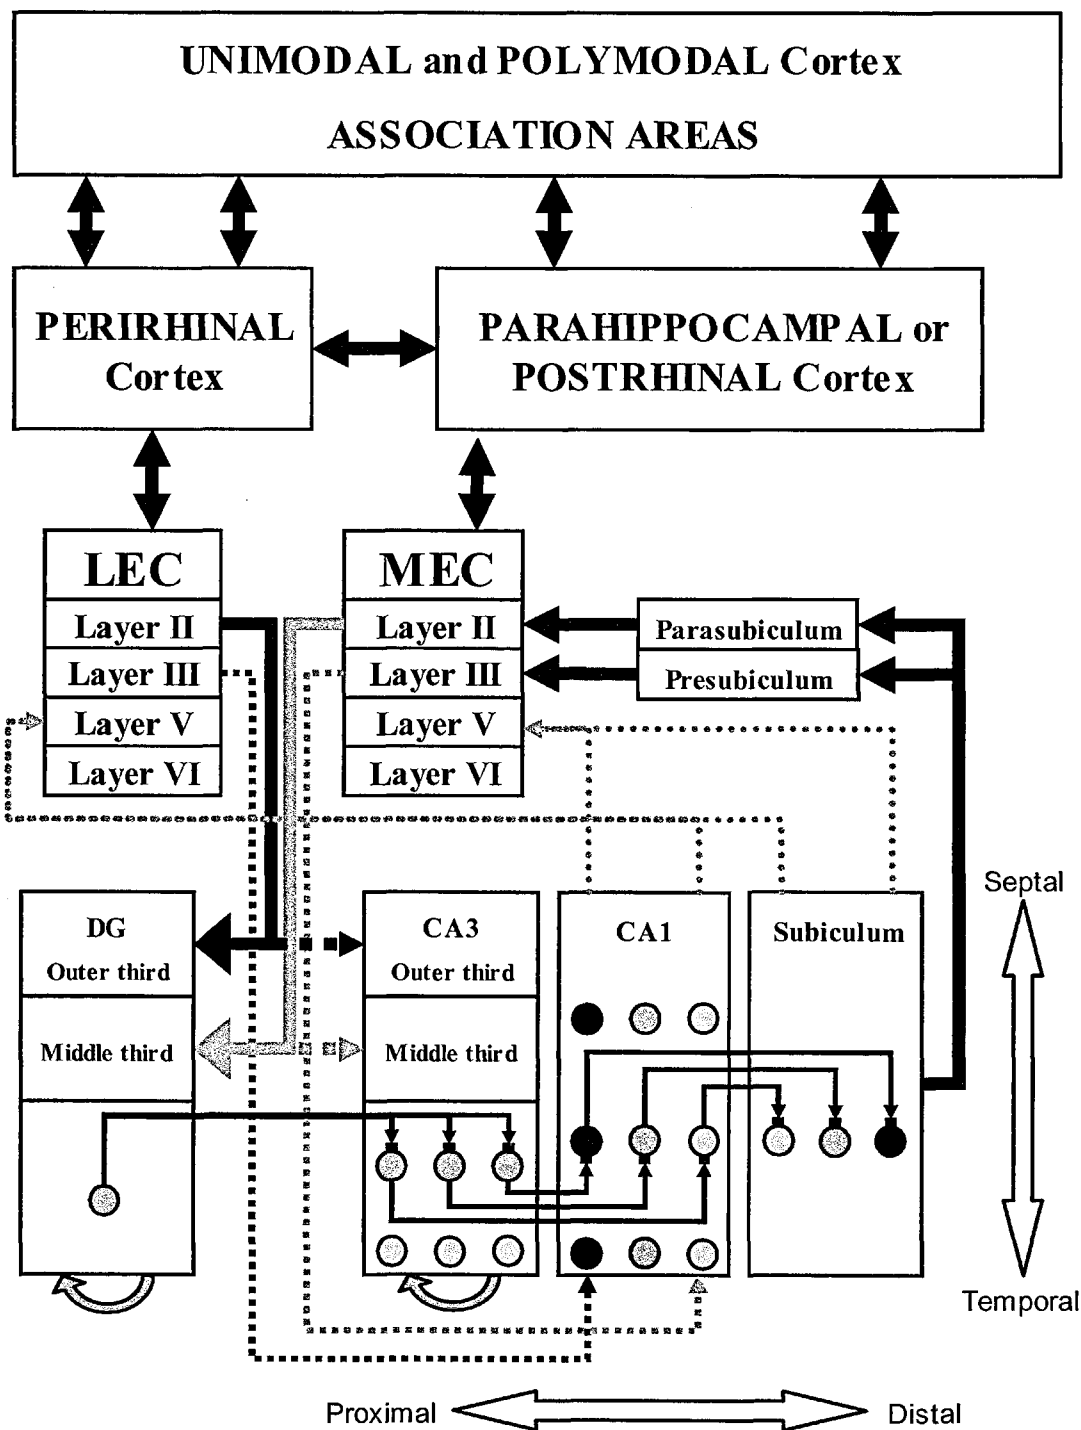 UNIMODAL and POLYMODAL Cortex
ASSOCIATION AREAS
PERIRHINAL
Cortex
PARAHIPPOCAMPAL or
POSTRHINAL Cortex
LEC
Layer II
Layer III
Layer V
Layer VI
MEC
Layer II
Layer III
Layer V
Layer VI
Parasubiculum
Presubiculum
DG
Outer third
Middle third
CA3
Outer third
Middle third
CA1
Subiculum
Septal
Temporal
Proximal
Distal